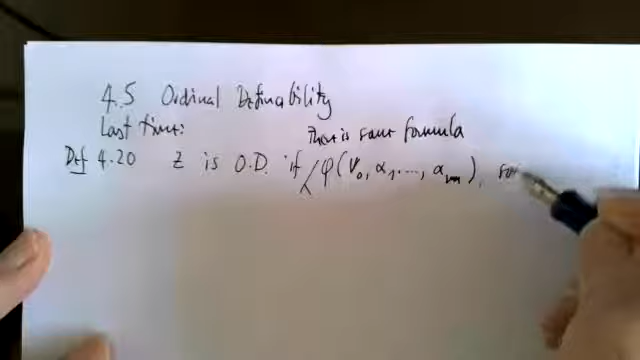 4.5 Ordinal Definability
Last time:
There is some formula
Def 4.20 z is O.D. if φ(v₀, α₁, ..., αₘ),